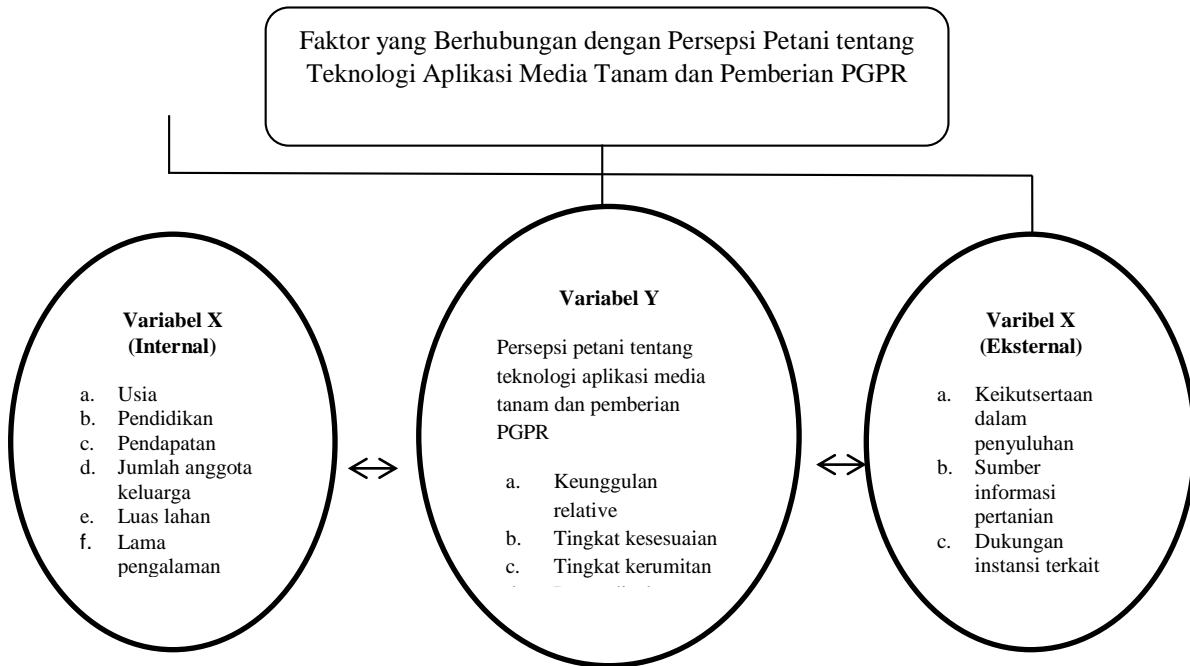 Faktor yang Berhubungan dengan Persepsi Petani tentang
Teknologi Aplikasi Media Tanam dan Pemberian PGPR
Variabel X
(Internal)
a. Usia
b. Pendidikan
c. Pendapatan
d. Jumlah anggota
keluarga
e. Luas lahan
f. Lama
pengalaman
Variabel Y
Persepsi petani tentang
teknologi aplikasi media
tanam dan pemberian
PGPR
a. Keunggulan
relative
b. Tingkat kesesuaian
c. Tingkat kerumitan
Varibel X
(Eksternal)
a. Keikutsertaan
dalam
penyuluhan
b. Sumber
informasi
pertanian
c. Dukungan
instansi terkait